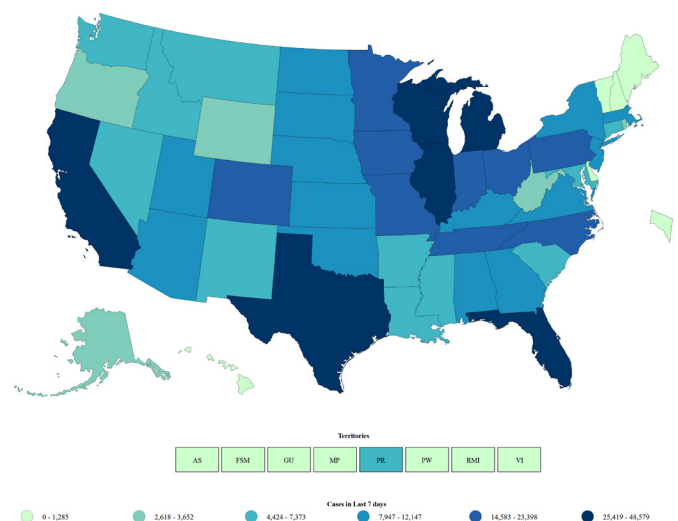 Territories
AS FSM GU MP PR PW RMI VI
Cases in Last 7 days
0 - 1,285 2,618 - 3,652 4,424 - 7,373 7,947 - 12,147 14,583 - 23,398 25,419 - 48,579